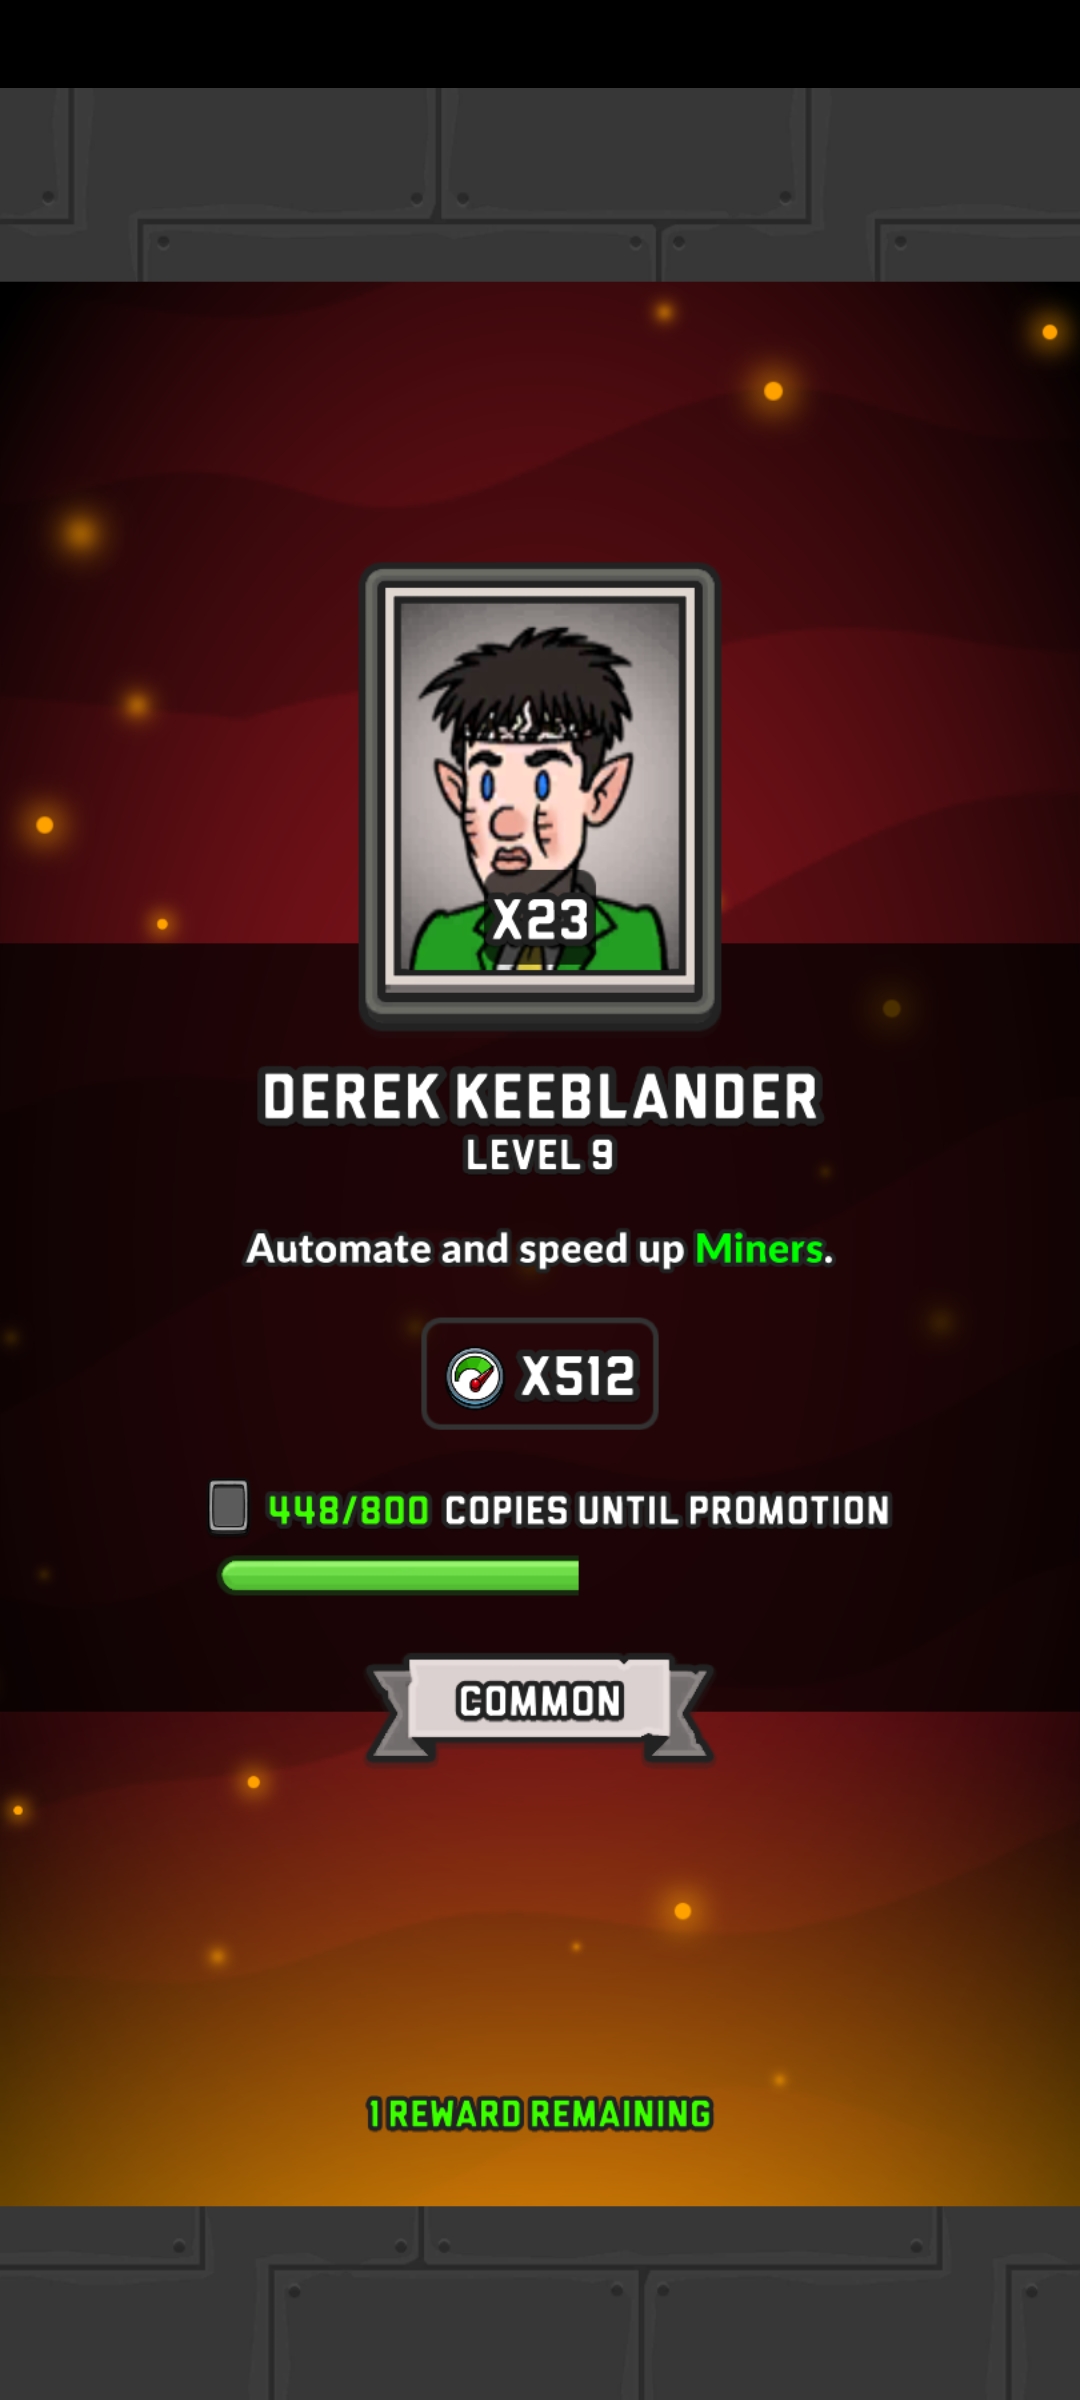 X23
DEREK KEEBLANDER
LEVEL 9
Automate and speed up Miners.
X512
448/800 COPIES UNTIL PROMOTION
COMMON
1 REWARD REMAINING